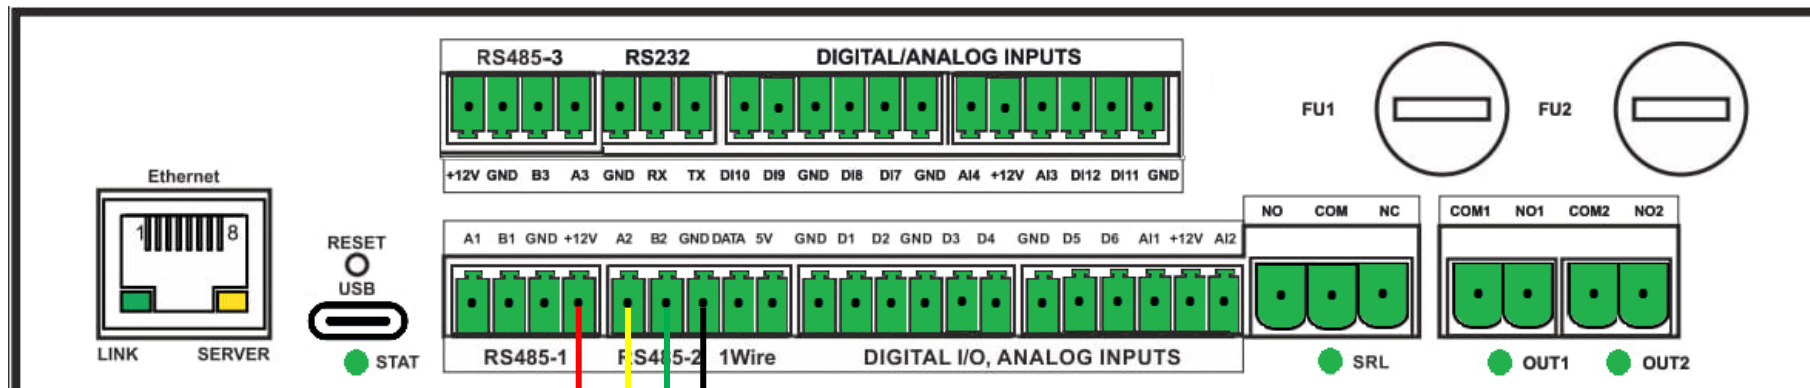 RS485-3 RS232 DIGITAL/ANALOG INPUTS
FU1 FU2
+12V GND B3 A3 GND RX TX DI10 DI9 GND DI8 DI7 GND AI4 +12V AI3 DI12 DI11 GND
Ethernet
1 8
LINK SERVER
RESET
USB
STAT
A1 B1 GND +12V A2 B2 GND DATA 5V GND D1 D2 GND D3 D4 GND D5 D6 AI1 +12V AI2
RS485-1 RS485-2 1Wire DIGITAL I/O, ANALOG INPUTS
NO COM NC
SRL
COM1 NO1 COM2 NO2
OUT1 OUT2